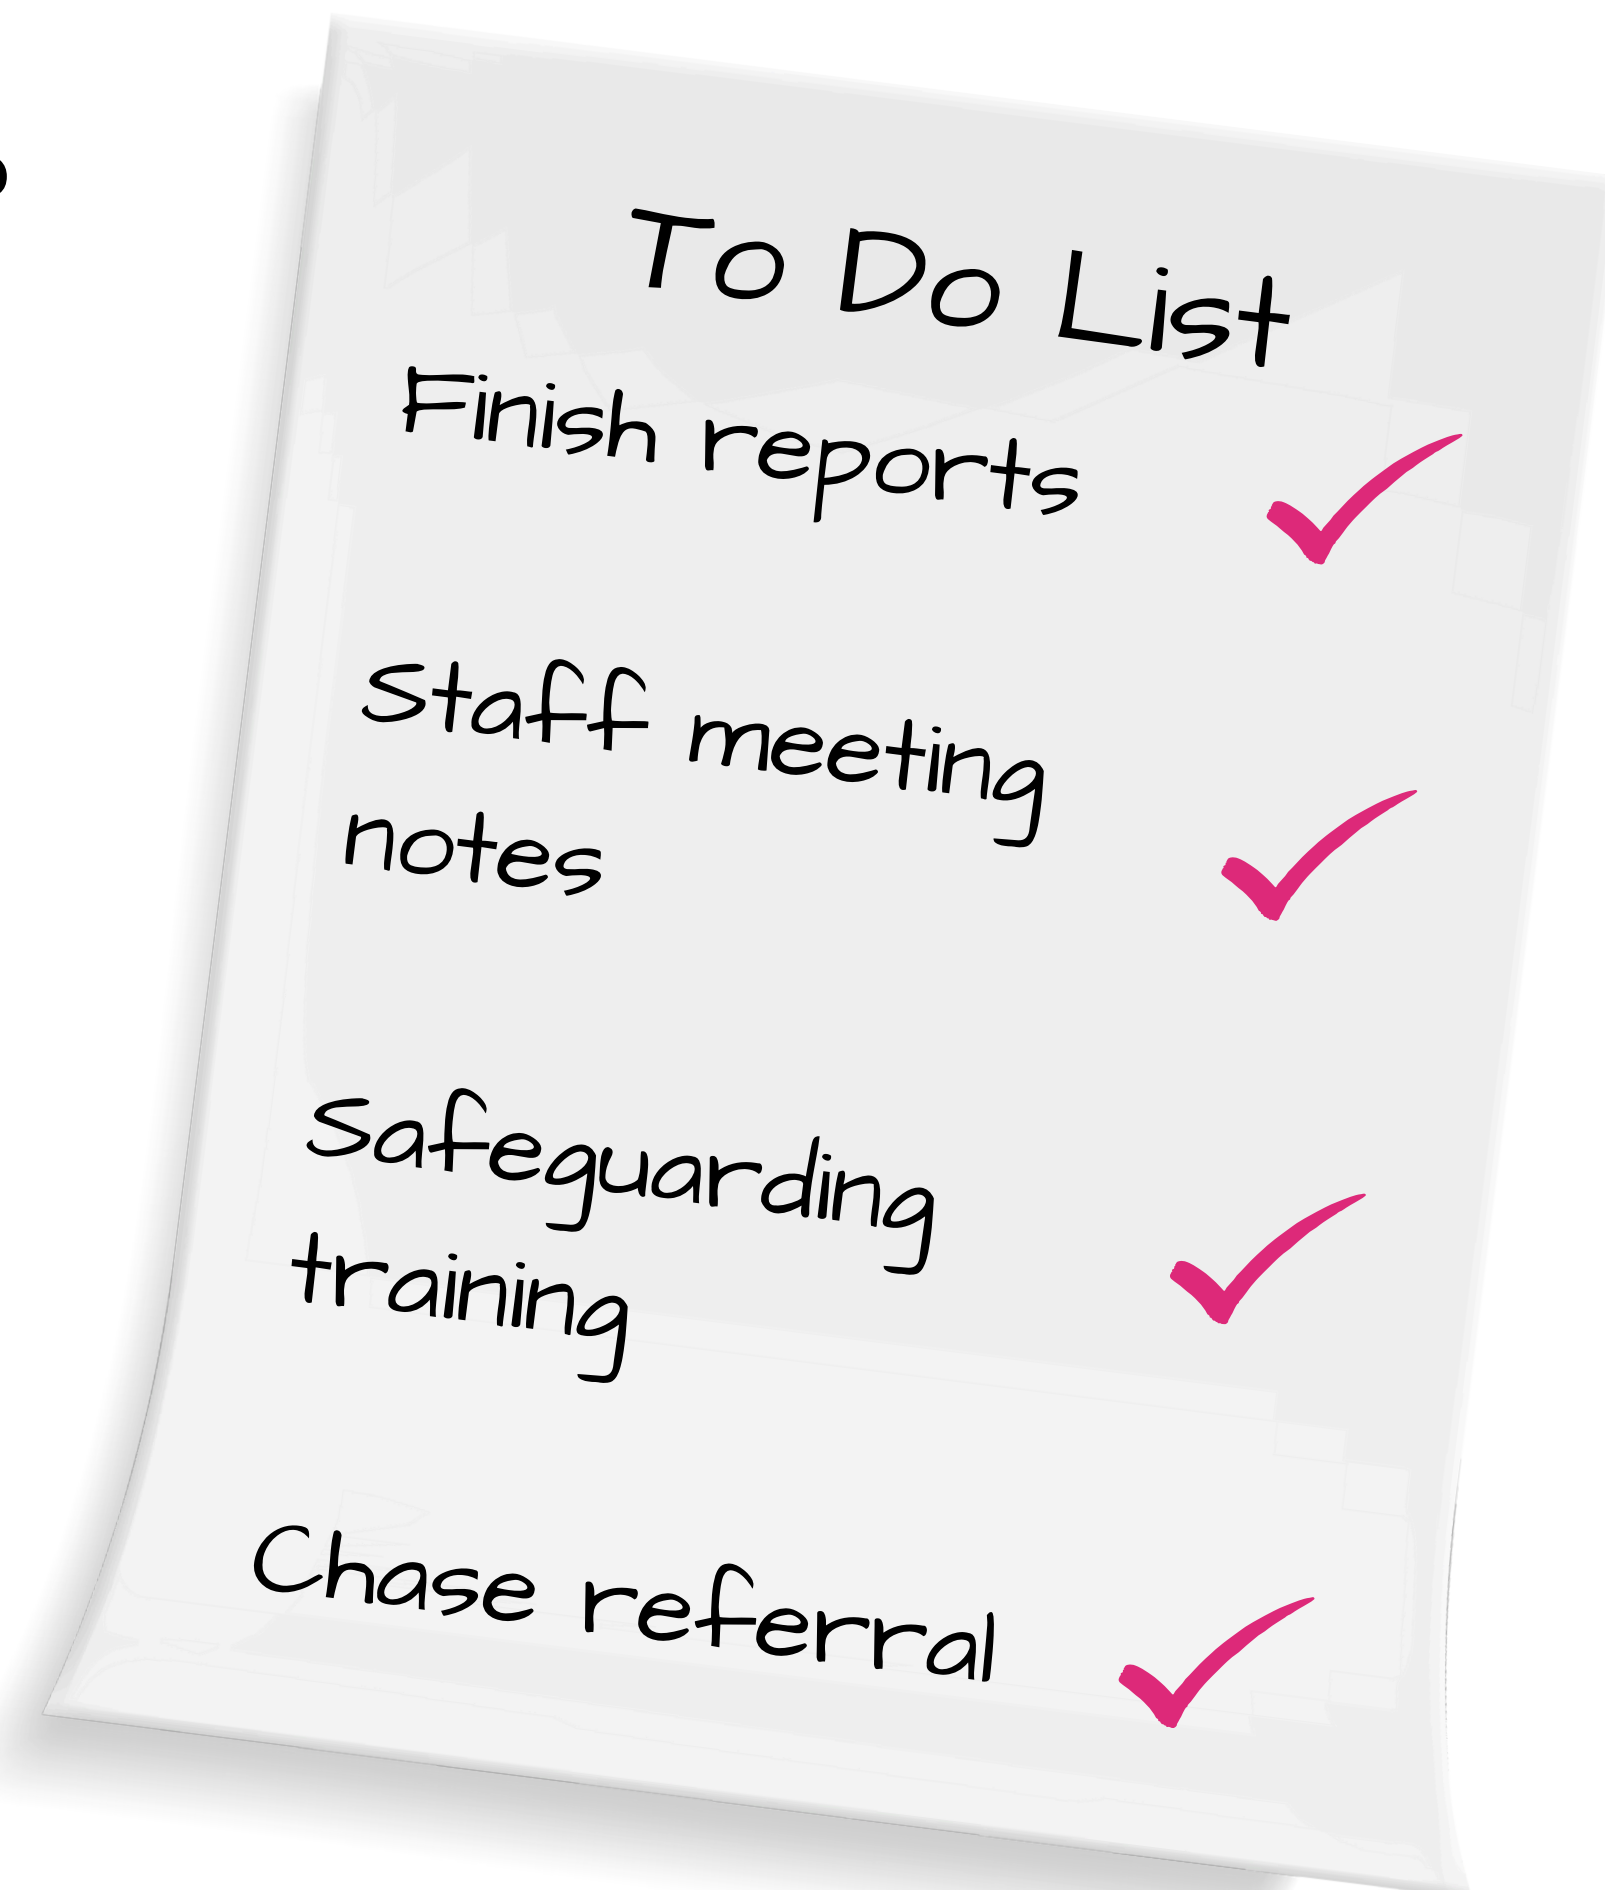 To Do List
Finish reports
Staff meeting
notes
Safeguarding
training
Chase referral